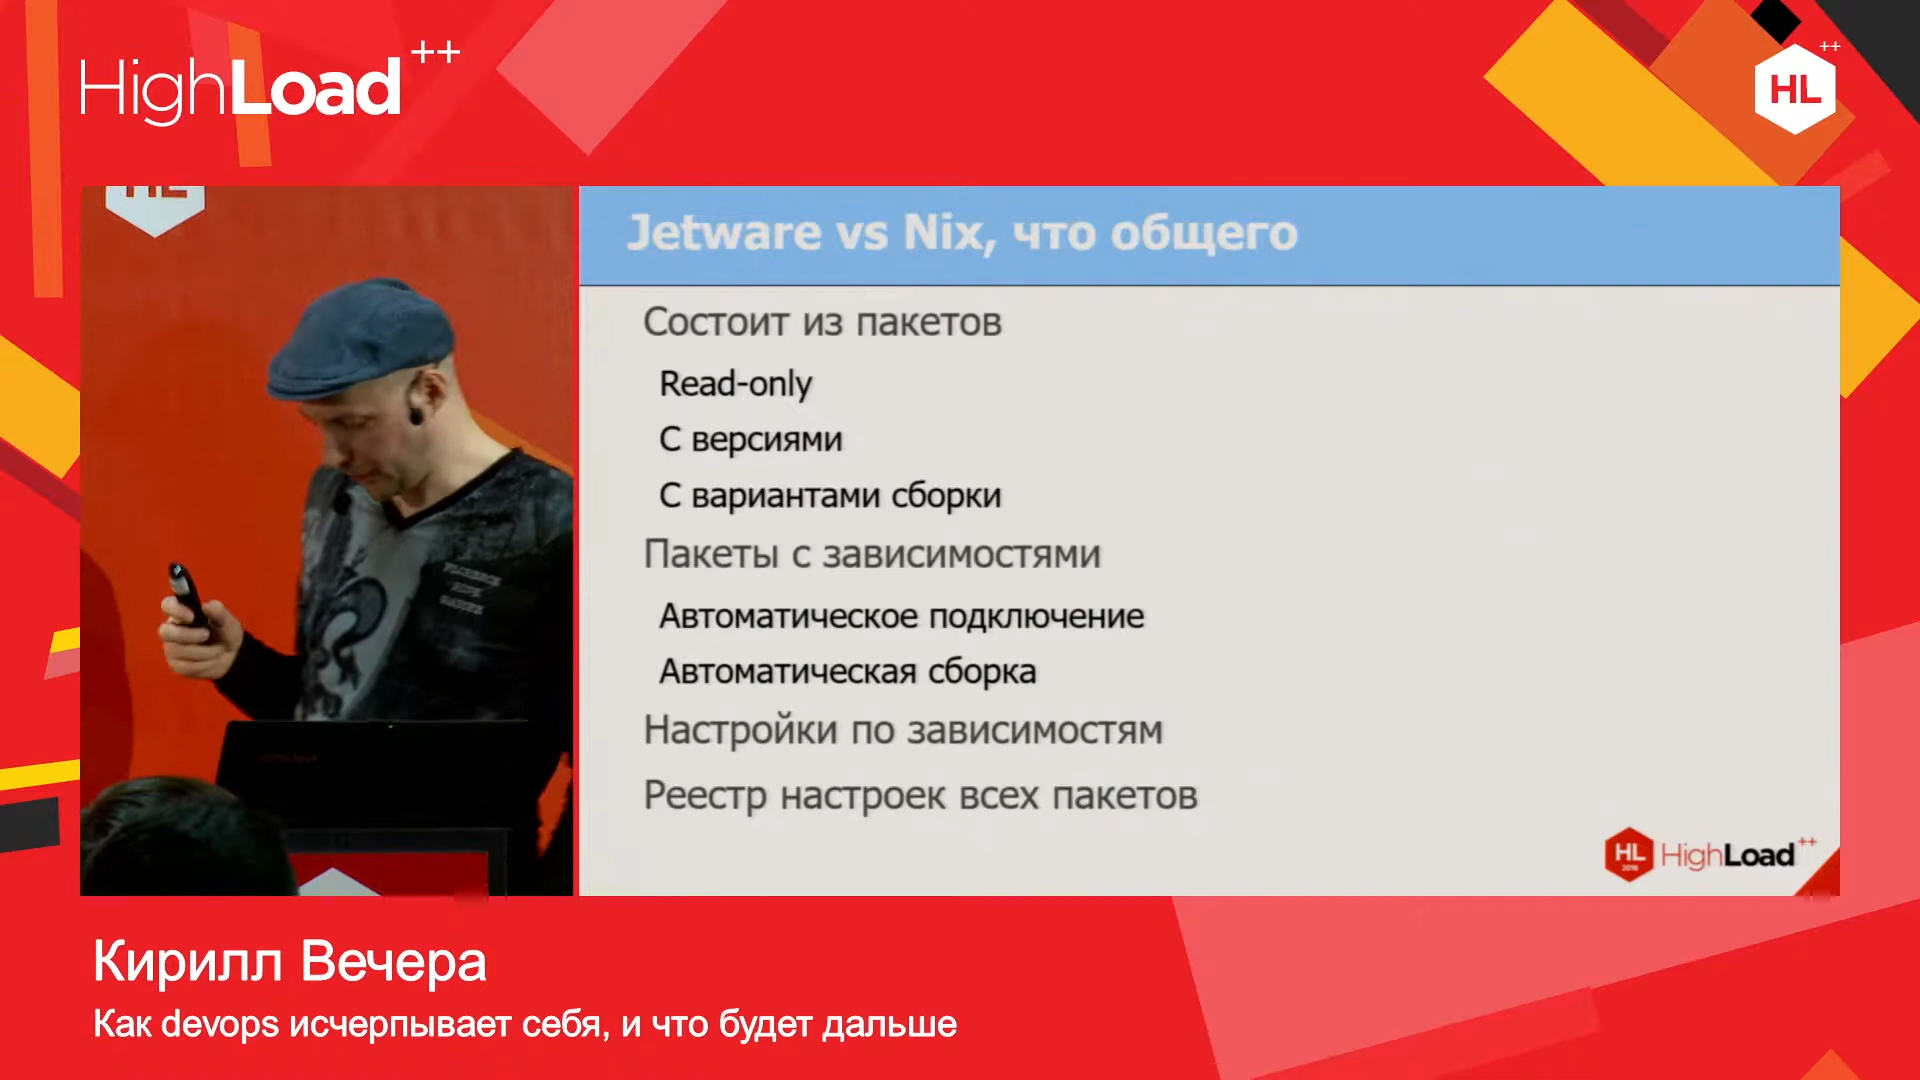 HighLoad++
HL++
HL
Jetware vs Nix, что общего
Состоит из пакетов
Read-only
С версиями
С вариантами сборки
Пакеты с зависимостями
Автоматическое подключение
Автоматическая сборка
Настройки по зависимостям
Реестр настроек всех пакетов
HL
HighLoad++
Кирилл Вечера
Как devops исчерпывает себя, и что будет дальше